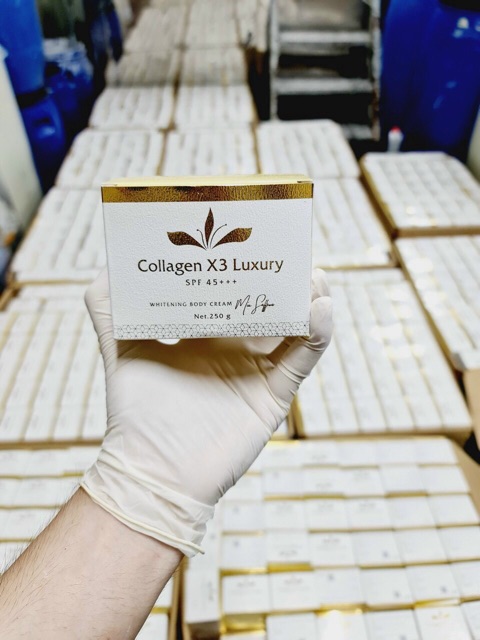 Collagen X3 Luxury
SPF 45+++
WHITENING BODY CREAM
Net.250 g